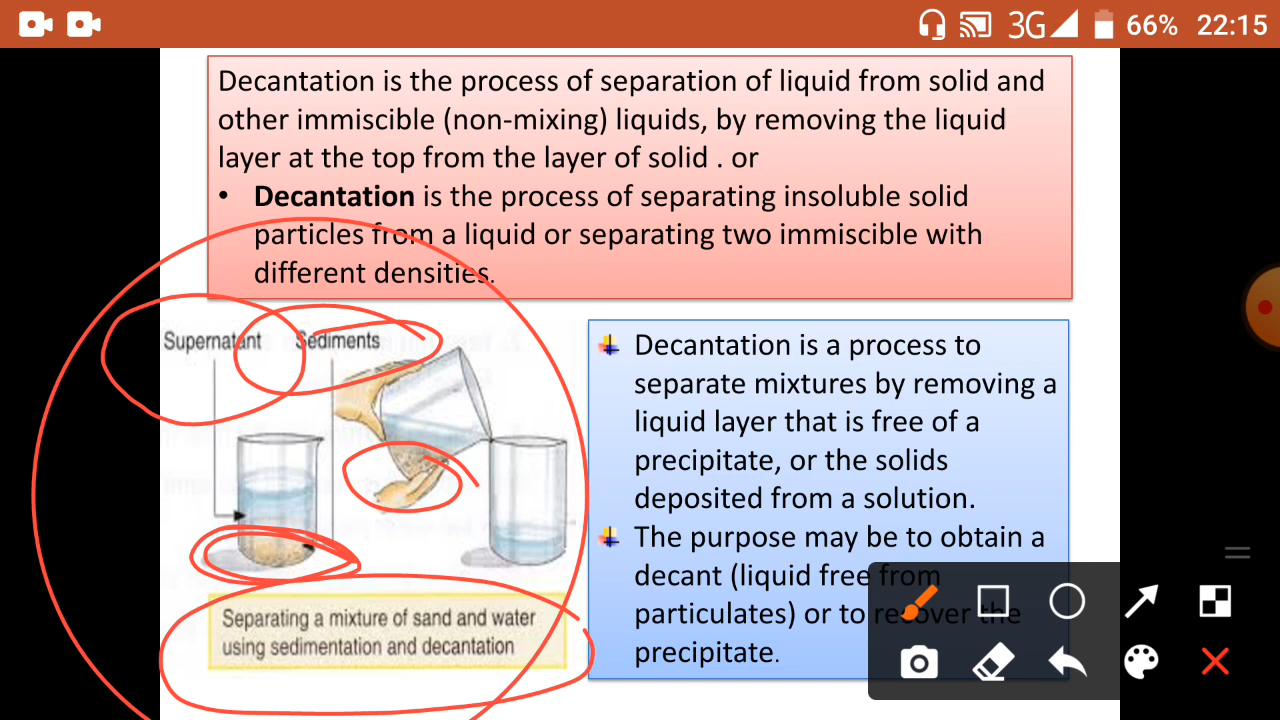 3G 66% 22:15
Decantation is the process of separation of liquid from solid and
other immiscible (non-mixing) liquids, by removing the liquid
layer at the top from the layer of solid . or
• Decantation is the process of separating insoluble solid
particles from a liquid or separating two immiscible with
different densities.
Supernatant Sediments
Separating a mixture of sand and water
using sedimentation and decantation
Decantation is a process to
separate mixtures by removing a
liquid layer that is free of a
precipitate, or the solids
deposited from a solution.
The purpose may be to obtain a
decant (liquid free from
particulates) or to recover the
precipitate.